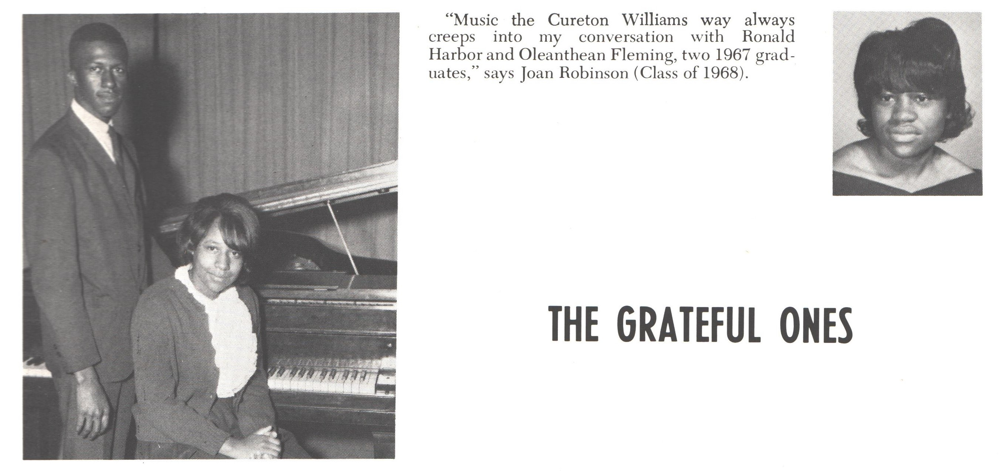 “Music the Cureton Williams way always
creeps into my conversation with Ronald
Harbor and Oleanthean Fleming, two 1967 grad-
uates,” says Joan Robinson (Class of 1968).
THE GRATEFUL ONES